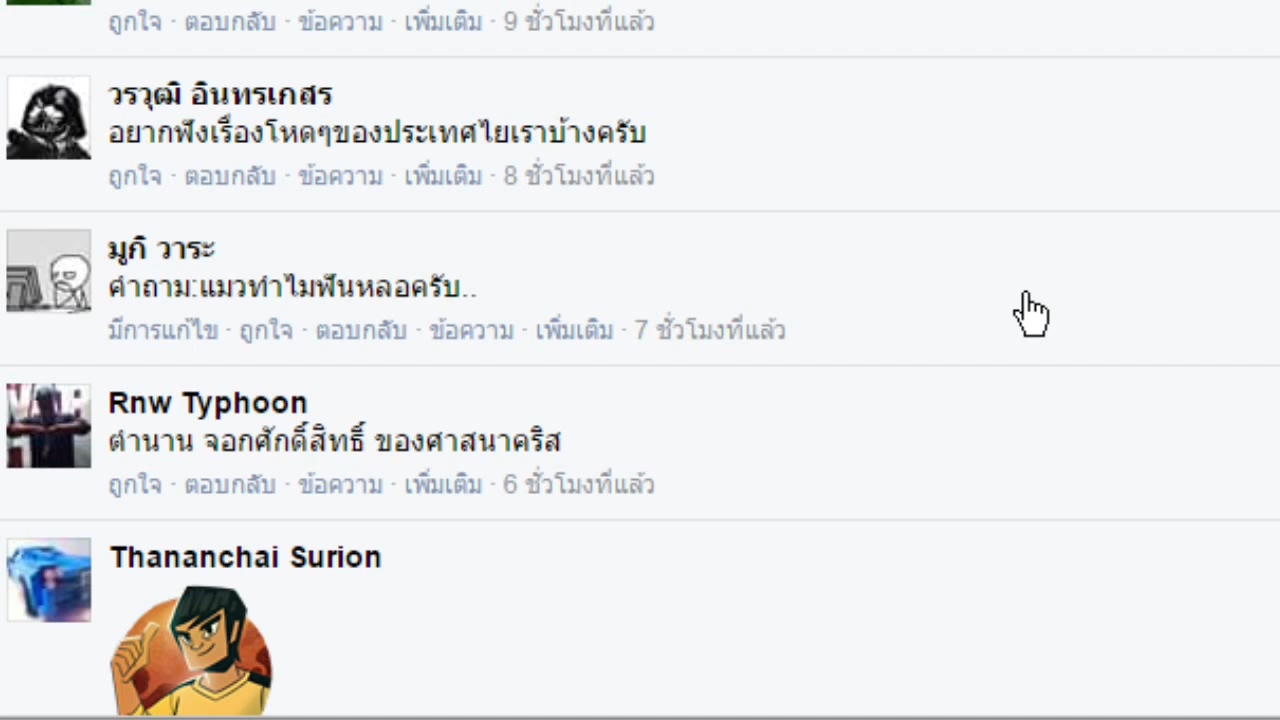 ถูกใจ · ตอบกลับ · ข้อความ · เพิ่มเติม · 9 ชั่วโมงที่แล้ว
วรวุฒิ อินทรเกสร
อยากฟังเรื่องโหดๆของประเทศไยเราบ้างครับ
ถูกใจ · ตอบกลับ · ข้อความ · เพิ่มเติม · 8 ชั่วโมงที่แล้ว
มูกิ วาระ
คำถาม:แมวทำไมฟันหลอครับ..
มีการแก้ไข · ถูกใจ · ตอบกลับ · ข้อความ · เพิ่มเติม · 7 ชั่วโมงที่แล้ว
Rnw Typhoon
ตำนาน จอกศักดิ์สิทธิ์ ของศาสนาคริส
ถูกใจ · ตอบกลับ · ข้อความ · เพิ่มเติม · 6 ชั่วโมงที่แล้ว
Thananchai Surion